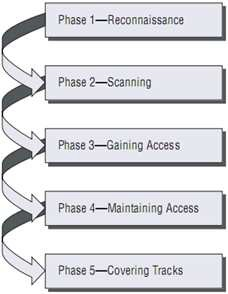 Phase 1—Reconnaissance
Phase 2—Scanning
Phase 3—Gaining Access
Phase 4—Maintaining Access
Phase 5—Covering Tracks